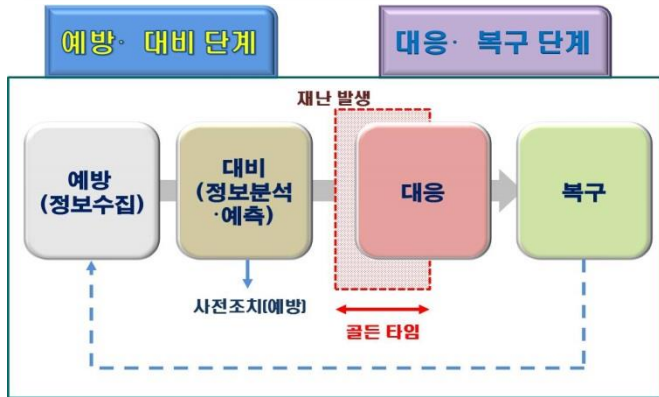 예방· 대비 단계
대응· 복구 단계
재난 발생
예방
(정보수집)
대비
(정보분석
·예측)
대응
복구
사전조치(예방)
골든 타임